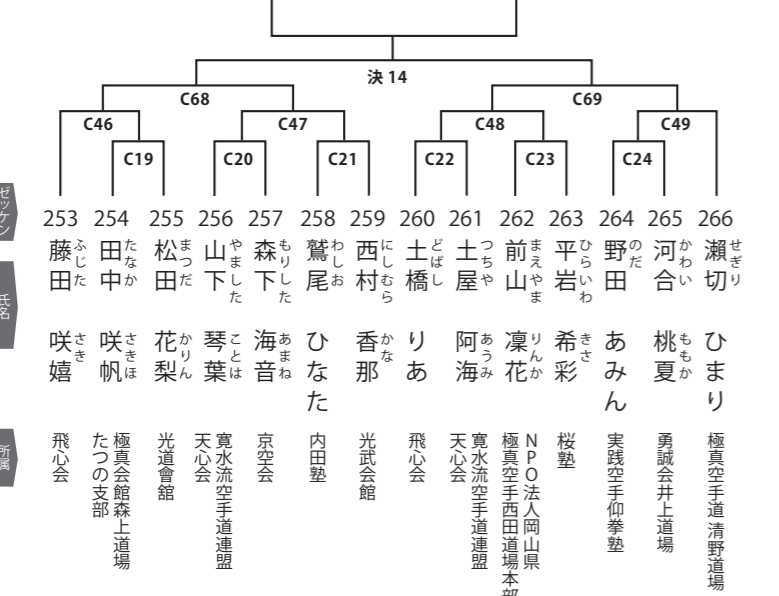 決 14
C68
C69
C46
C47
C48
C49
C19
C20
C21
C22
C23
C24
ゼッケン
253
254
255
256
257
258
259
260
261
262
263
264
265
266
氏名
藤田 咲嬉
ふじた さき
田中 咲帆
たなか さきほ
松田 花梨
まつだ かりん
山下 琴葉
やました ことは
森下 海音
もりした あまね
鷲尾 ひなた
わしお
西村 香那
にしむら かな
土橋 りあ
どばし
土屋 阿海
つちや あうみ
前山 凜花
まえやま りんか
平岩 希彩
ひらいわ きさ
野田 あみん
のだ
河合 桃夏
かわい ももか
瀬切 ひまり
せぎり
所属
飛心会
極真会館森上道場
たつの支部
光道會舘
寛水流空手道連盟
天心会
京空会
内田塾
光武会館
飛心会
寛水流空手道連盟
天心会
NPO法人岡山県
極真空手西田道場本部
桜塾
実践空手仰拳塾
勇誠会井上道場
極真空手道 清野道場